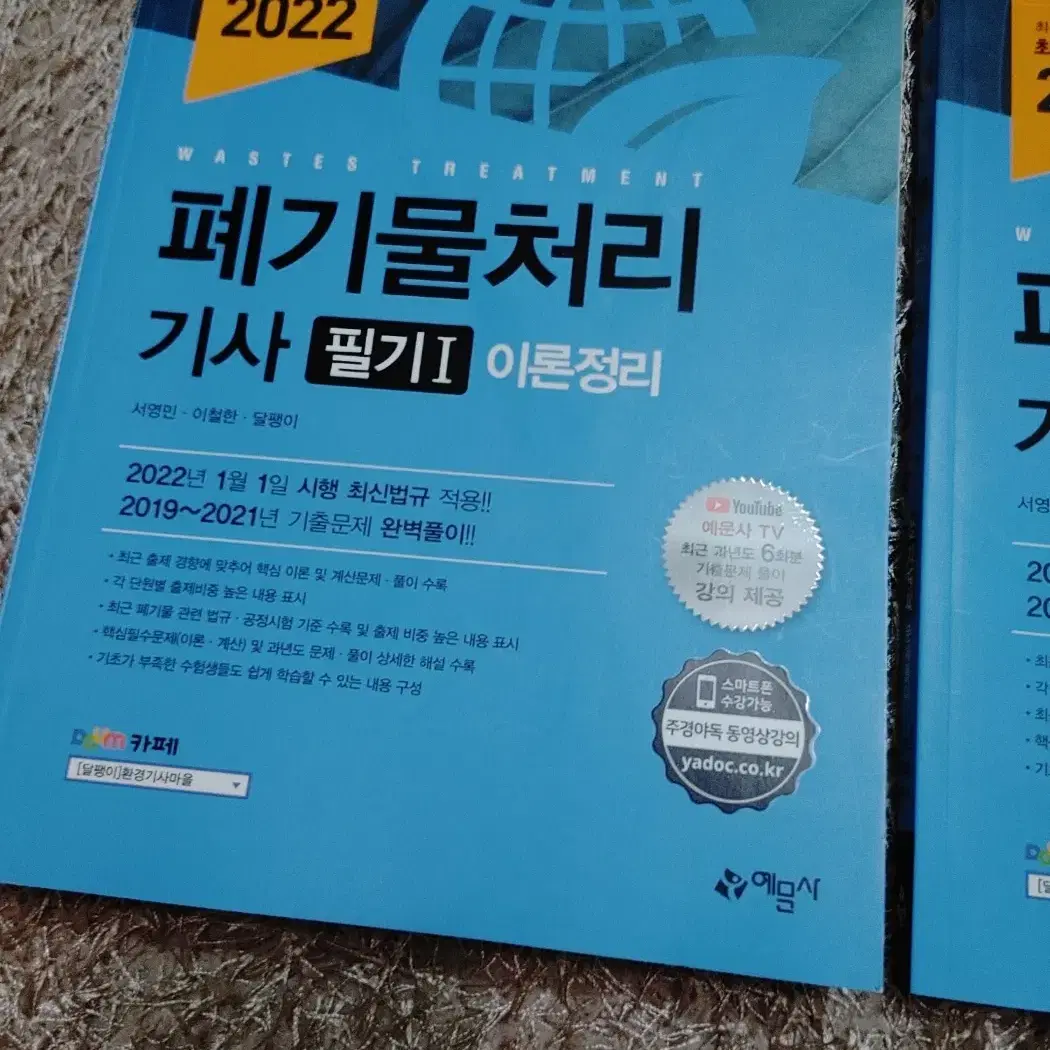 2022
WASTES TREATMENT
폐기물처리
기사 필기Ⅰ 이론정리
서영민 · 이철한 · 달팽이
2022년 1월 1일 시행 최신법규 적용!!
2019~2021년 기출문제 완벽풀이!!
· 최근 출제 경향에 맞추어 핵심 이론 및 계산문제 · 풀이 수록
· 각 단원별 출제비중 높은 내용 표시
· 최근 폐기물 관련 법규 · 공정시험 기준 수록 및 출제 비중 높은 내용 표시
· 핵심필수문제(이론 · 계산) 및 과년도 문제 · 풀이 상세한 해설 수록
· 기초가 부족한 수험생들도 쉽게 학습할 수 있는 내용 구성
YouTube
예문사 TV
최근 과년도 6회분
기출문제 풀이
강의 제공
스마트폰
수강가능
주경야독 동영상강의
yadoc.co.kr
Daum 카페
[달팽이]환경기사마을
예문사
최
2
W
기
서영
20
20
· 최
· 각
· 최
· 핵
· 기